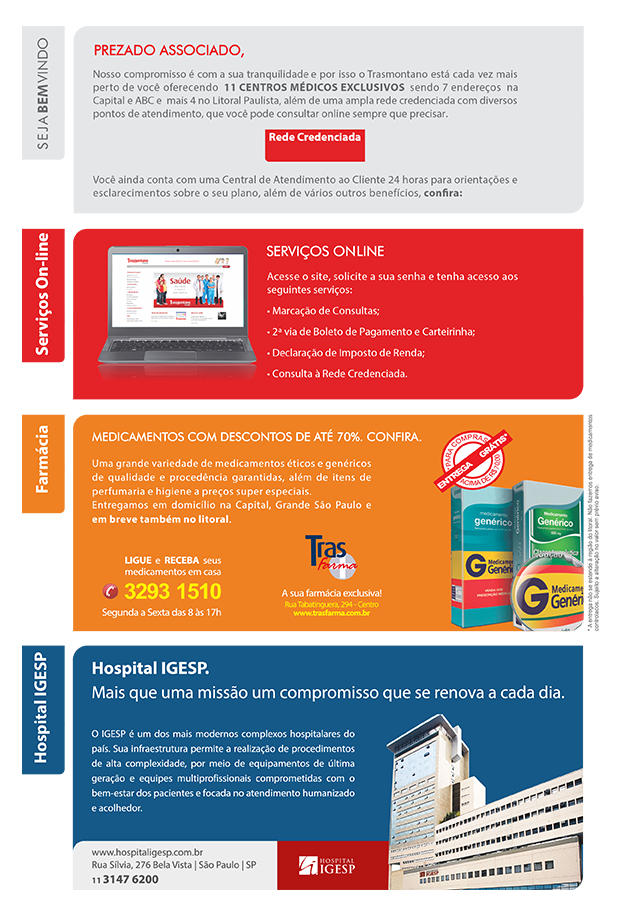 SEJA BEM VINDO
PREZADO ASSOCIADO,
Nosso compromisso é com a sua tranquilidade e por isso o Trasmontano está cada vez mais
perto de você oferecendo 11 CENTROS MÉDICOS EXCLUSIVOS sendo 7 endereços na
Capital e ABC e mais 4 no Litoral Paulista, além de uma ampla rede credenciada com diversos
pontos de atendimento, que você pode consultar online sempre que precisar.
Rede Credenciada
Você ainda conta com uma Central de Atendimento ao Cliente 24 horas para orientações e
esclarecimentos sobre o seu plano, além de vários outros benefícios, confira:
Serviços On-line
SERVIÇOS ONLINE
Acesse o site, solicite a sua senha e tenha acesso aos
seguintes serviços:
• Marcação de Consultas;
• 2ª via de Boleto de Pagamento e Carteirinha;
• Declaração de Imposto de Renda;
• Consulta à Rede Credenciada.
Saúde
Farmácia
MEDICAMENTOS COM DESCONTOS DE ATÉ 70%. CONFIRA.
Uma grande variedade de medicamentos éticos e genéricos
de qualidade e procedência garantidas, além de itens de
perfumaria e higiene a preços super especiais.
Entregamos em domicílio na Capital, Grande São Paulo e
em breve também no litoral.
LIGUE e RECEBA seus
medicamentos em casa
3293 1510
Segunda a Sexta das 8 às 17h
Tras
Farma
A sua farmácia exclusiva!
Rua Tabatinguera, 294 - Centro
www.trasfarma.com.br
PARA COMPRAS
ENTREGA GRÁTIS*
medicamento
genérico
G Medicamento
Genérico
Medicamento
Genérico
G Medicame
Genéri
* A entrega não se estende à região do litoral. Não fazemos entrega de medicamentos
controlados. Sujeito a alteração no valor sem prévio aviso.
Hospital IGESP
Hospital IGESP.
Mais que uma missão um compromisso que se renova a cada dia.
O IGESP é um dos mais modernos complexos hospitalares do
país. Sua infraestrutura permite a realização de procedimentos
de alta complexidade, por meio de equipamentos de última
geração e equipes multiprofissionais comprometidas com o
bem-estar dos pacientes e focada no atendimento humanizado
e acolhedor.
www.hospitaligesp.com.br
Rua Sílvia, 276 Bela Vista | São Paulo | SP
11 3147 6200
HOSPITAL
IGESP